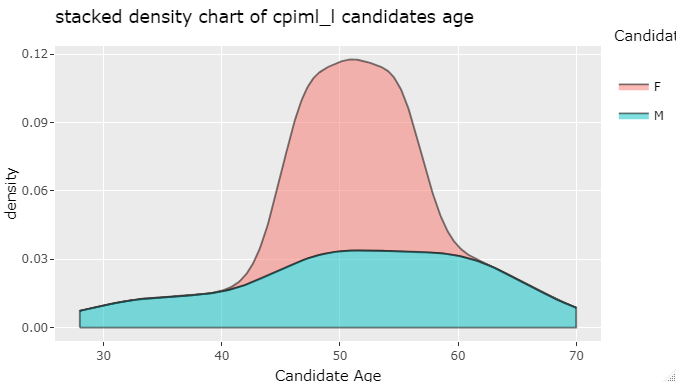 stacked density chart of cpiml_l candidates age
Candidat
F
M
0.12
0.09
0.06
0.03
0.00
density
30 40 50 60 70
Candidate Age